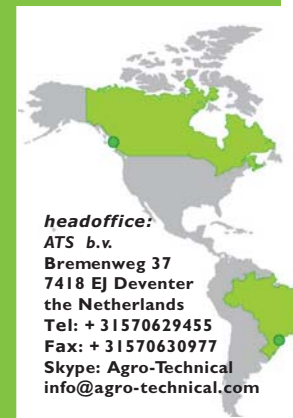 headoffice:
ATS b.v.
Bremenweg 37
7418 EJ Deventer
the Netherlands
Tel: + 31570629455
Fax: + 31570630977
Skype: Agro-Technical
info@agro-technical.com